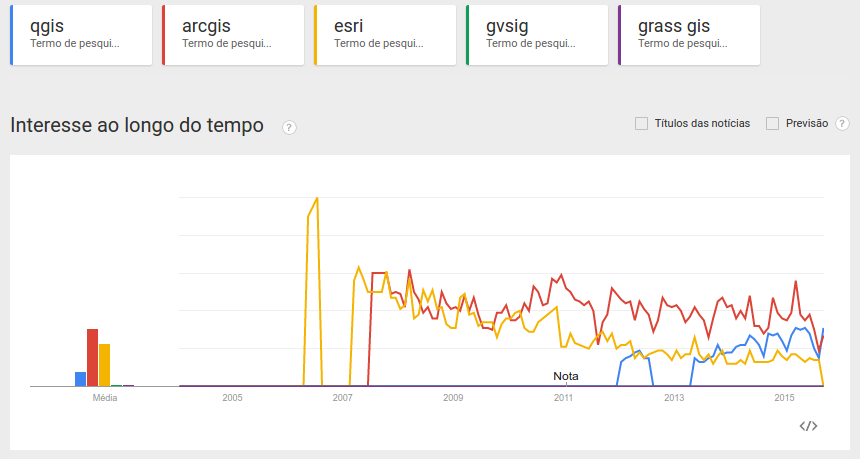 qgis
Termo de pesqui...
arcgis
Termo de pesqui...
esri
Termo de pesqui...
gvsig
Termo de pesqui...
grass gis
Termo de pesqui...
Interesse ao longo do tempo ?
Títulos das notícias
Previsão ?
Nota
Média 2005 2007 2009 2011 2013 2015
</>